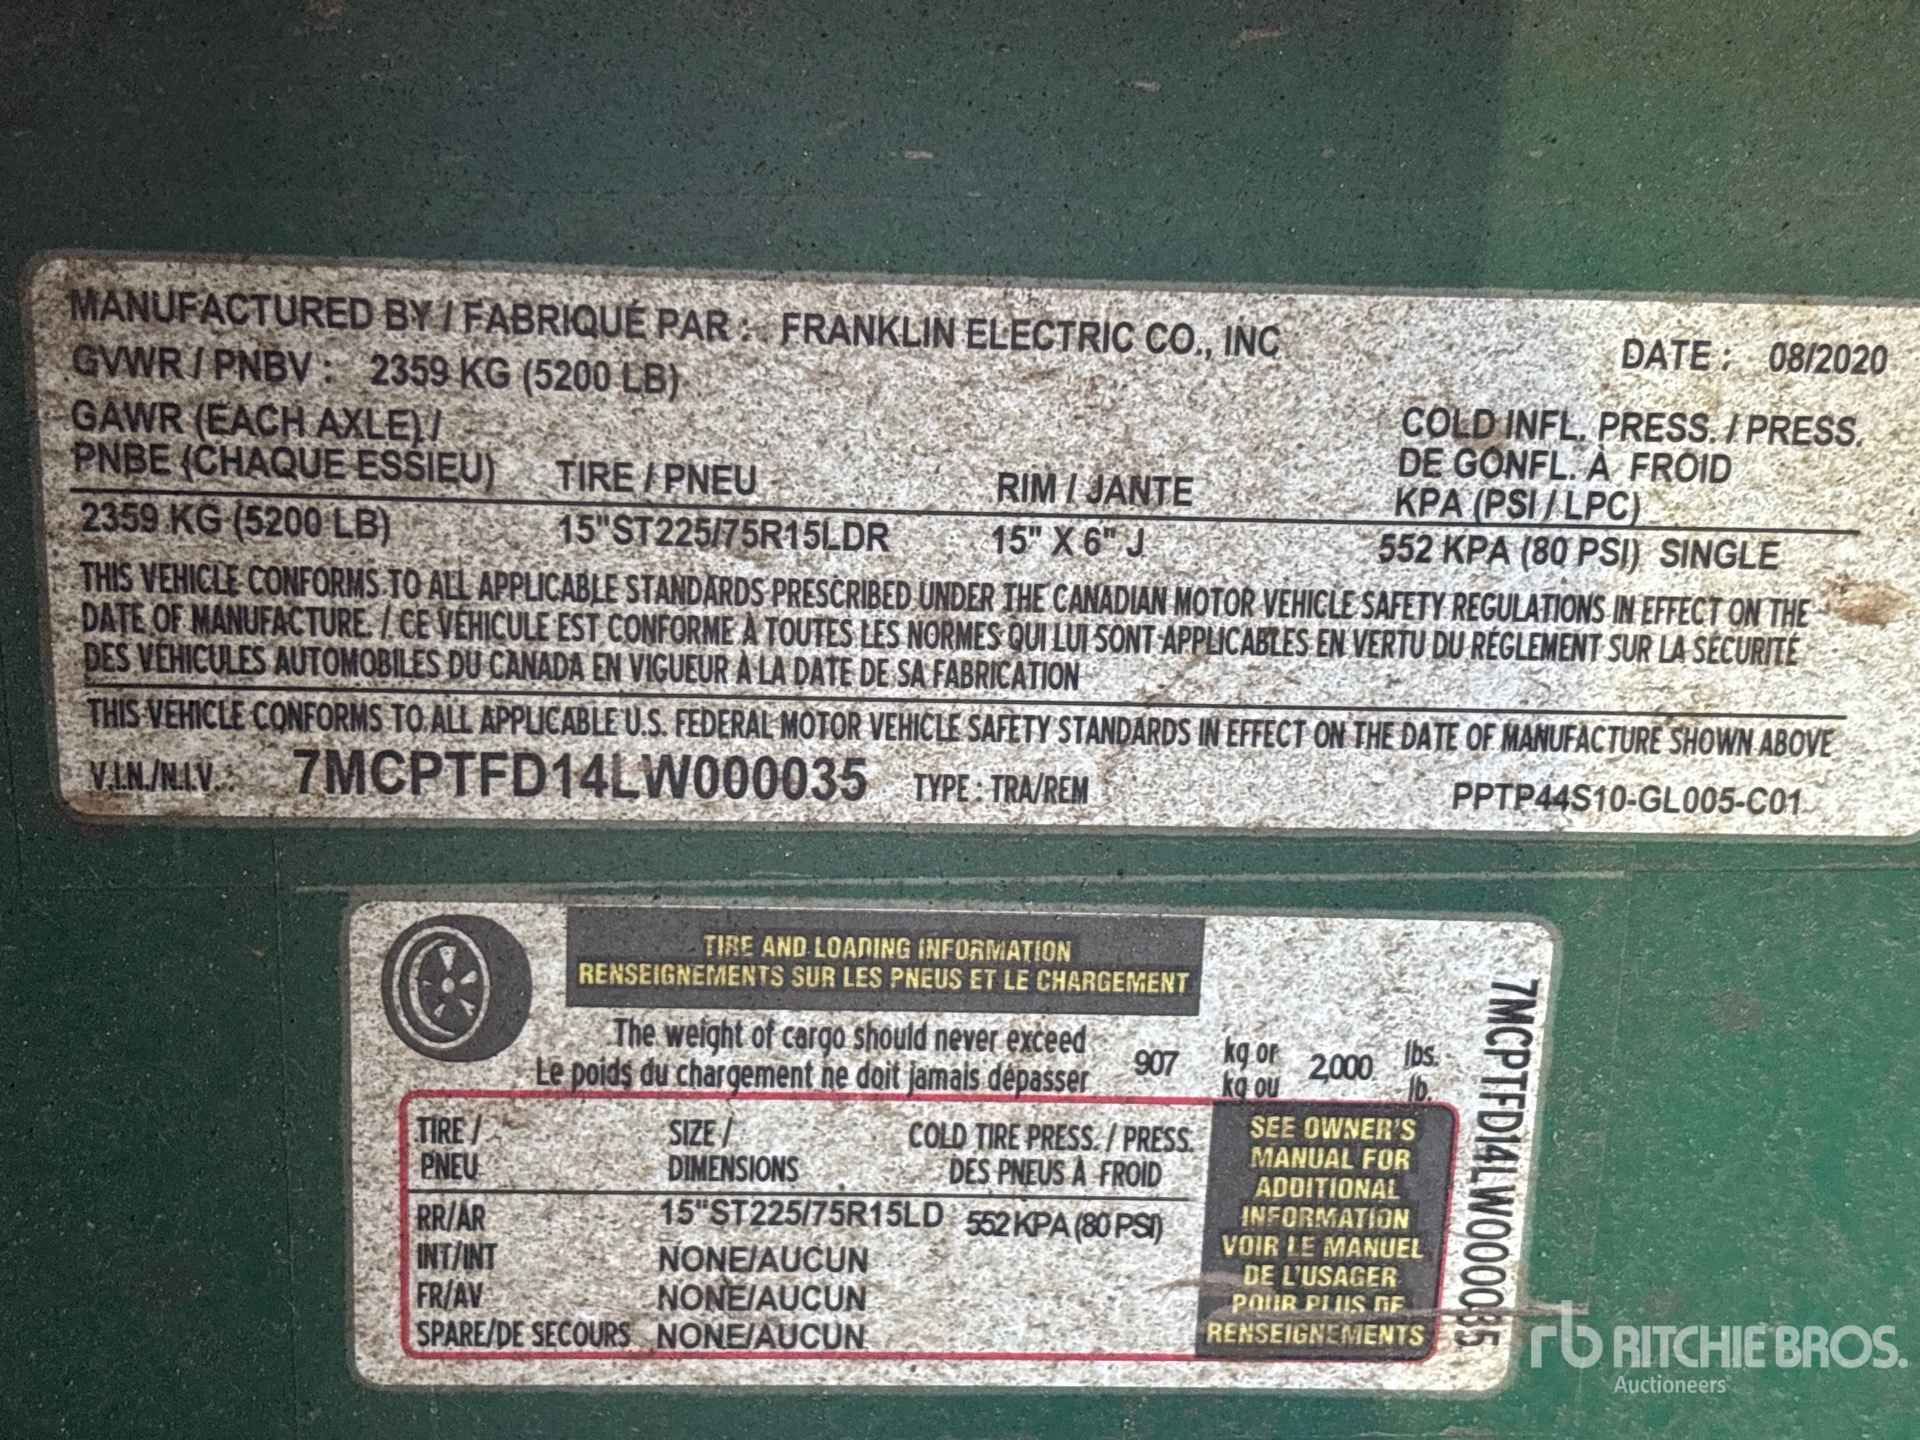 MANUFACTURED BY / FABRIQUÉ PAR : FRANKLIN ELECTRIC CO., INC
DATE : 08/2020
GVWR / PNBV : 2359 KG (5200 LB)
GAWR (EACH AXLE) /
PNBE (CHAQUE ESSIEU)
TIRE / PNEU
RIM / JANTE
COLD INFL. PRESS. / PRESS.
DE GONFL. À FROID
KPA (PSI / LPC)
2359 KG (5200 LB) 15"ST225/75R15LDR 15" X 6" J 552 KPA (80 PSI) SINGLE
THIS VEHICLE CONFORMS TO ALL APPLICABLE STANDARDS PRESCRIBED UNDER THE CANADIAN MOTOR VEHICLE SAFETY REGULATIONS IN EFFECT ON THE
DATE OF MANUFACTURE. / CE VÉHICULE EST CONFORME À TOUTES LES NORMES QUI LUI SONT APPLICABLES EN VERTU DU RÉGLEMENT SUR LA SÉCURITÉ
DES VÉHICULES AUTOMOBILES DU CANADA EN VIGUEUR À LA DATE DE SA FABRICATION
THIS VEHICLE CONFORMS TO ALL APPLICABLE U.S. FEDERAL MOTOR VEHICLE SAFETY STANDARDS IN EFFECT ON THE DATE OF MANUFACTURE SHOWN ABOVE
V.I.N./N.I.V.: 7MCPTFD14LW000035 TYPE : TRA/REM PPTP44S10-GL005-C01
TIRE AND LOADING INFORMATION
RENSEIGNEMENTS SUR LES PNEUS ET LE CHARGEMENT
The weight of cargo should never exceed
Le poids du chargement ne doit jamais dépasser
907
kg or
kg ou
2,000
lbs.
lb.
TIRE /
PNEU
SIZE /
DIMENSIONS
COLD TIRE PRESS. / PRESS.
DES PNEUS À FROID
RR/AR 15"ST225/75R15LD 552 KPA (80 PSI)
INT/INT NONE/AUCUN
FR/AV NONE/AUCUN
SPARE/DE SECOURS NONE/AUCUN
SEE OWNER'S
MANUAL FOR
ADDITIONAL
INFORMATION
VOIR LE MANUEL
DE L'USAGER
POUR PLUS DE
RENSEIGNEMENTS
7MCPTFD14LW000035
rb RITCHIE BROS.
Auctioneers